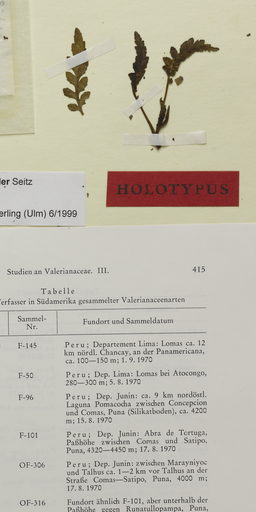 ler Seitz
HOLOTYPUS
erling (Ulm) 6/1999
Studien an Valerianaceae. III. 415
Tabelle
erfasser in Südamerika gesammelter Valerianaceenarten
Sammel-
Nr.
Fundort und Sammeldatum
F-145 Peru; Departement Lima: Lomas ca. 12
km nördl. Chancay, an der Panamericana,
ca. 100—150 m; 1. 9. 1970
F-50 Peru; Dep. Lima: Lomas bei Atocongo,
280—300 m; 5. 8. 1970
F-96 Peru; Dep. Junin: ca. 9 km nordöstl.
Laguna Pomacocha zwischen Concepcion
und Comas, Puna (Silikatboden), ca. 4200
m; 15. 8. 1970
F-101 Peru; Dep. Junin: Abra de Tortuga,
Paßhöhe zwischen Comas und Satipo,
Puna, 4320—4450 m; 17. 8. 1970
OF-306 Peru; Dep. Junin: zwischen Marayniyoc
und Talhus ca. 1—2 km vor Talhus an der
Straße Comas—Satipo, Puna, 4000 m;
17. 8. 1970
OF-316 Fundort ähnlich F-101, aber unterhalb der
Paßhöhe gegen Runatullopampa, Puna,